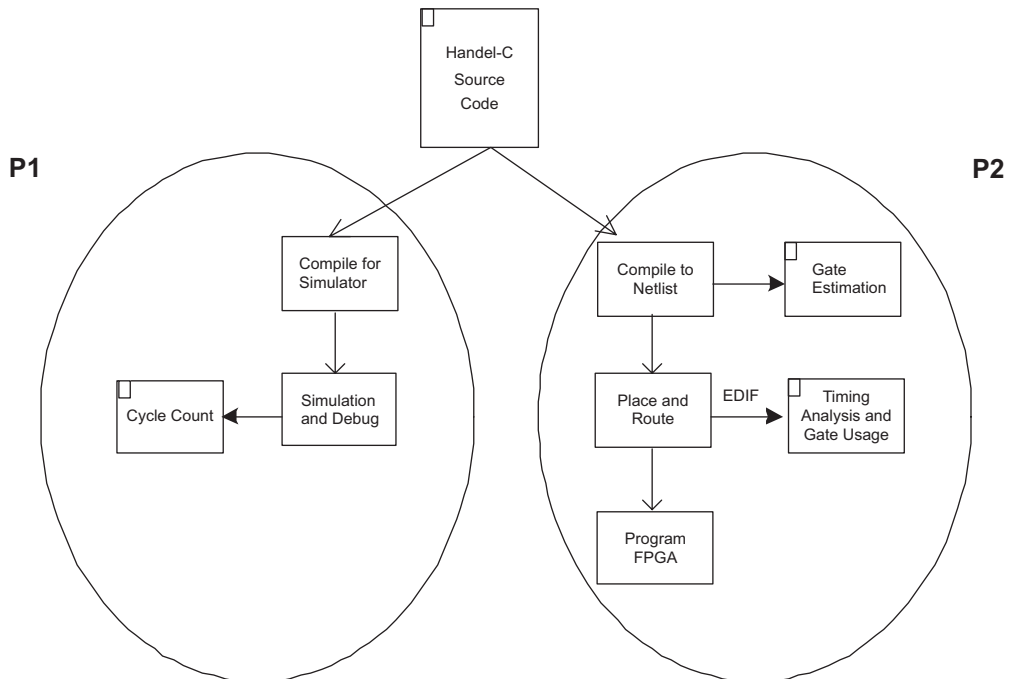 Handel-C
Source
Code
P1
P2
Compile for
Simulator
Compile to
Netlist
Gate
Estimation
Cycle Count
Simulation
and Debug
Place and
Route
EDIF
Timing
Analysis and
Gate Usage
Program
FPGA